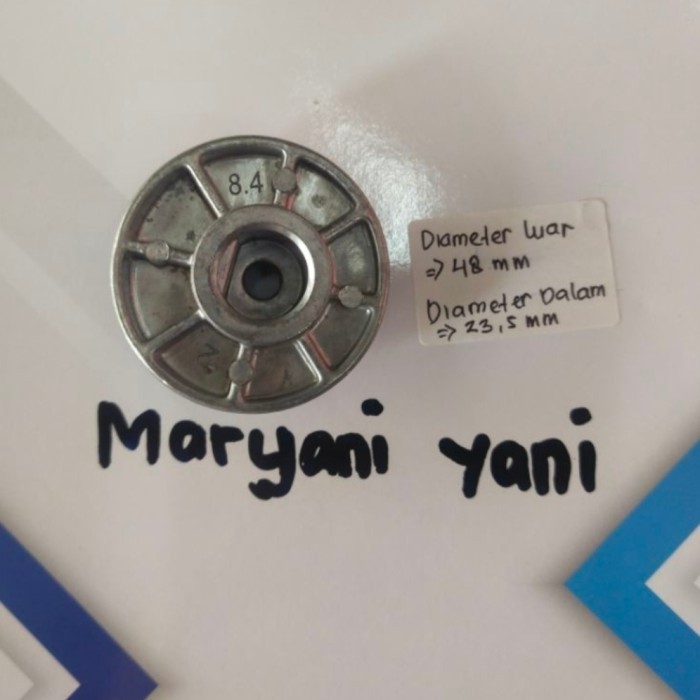 8.4
Diameter luar
=> 48 mm
Diameter Dalam
=> 23,5 mm
Maryani Yani